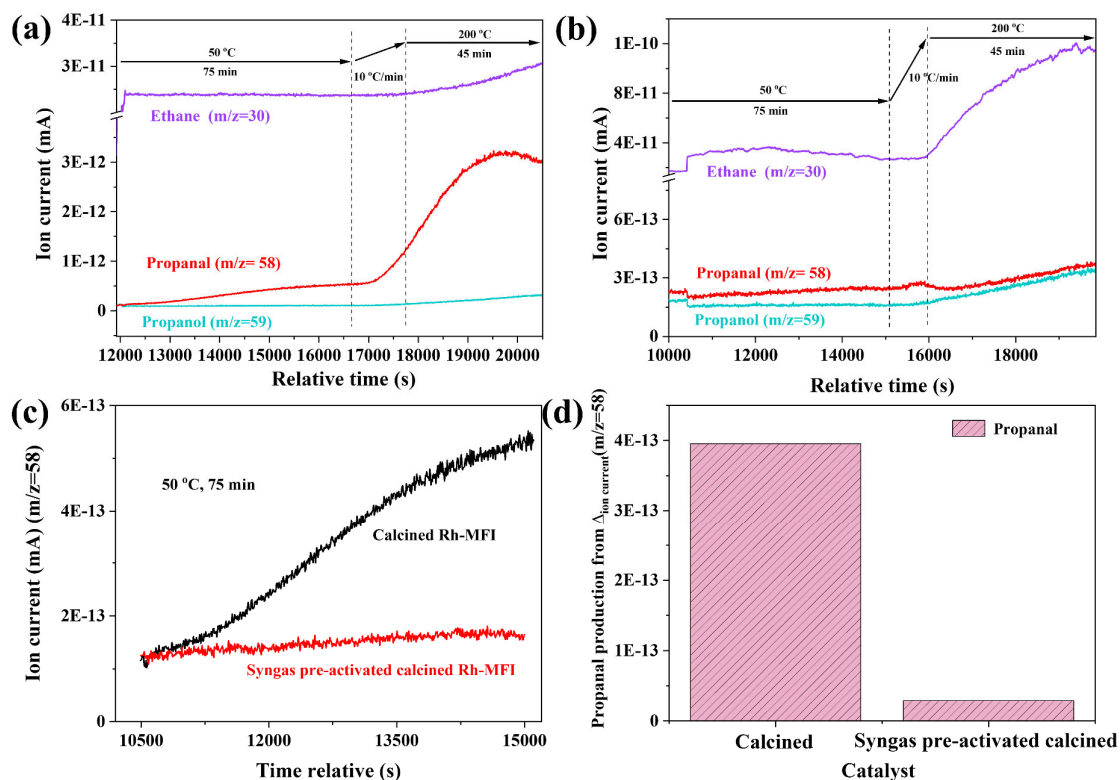 (a)
4E-11
3E-11
3E-12
2E-12
1E-12
0
Ion current (mA)
50 °C
75 min
10 °C/min
200 °C
45 min
Ethane (m/z=30)
Propanal (m/z= 58)
Propanol (m/z=59)
12000 13000 14000 15000 16000 17000 18000 19000 20000
Relative time (s)
(b)
1E-10
8E-11
4E-11
6E-13
3E-13
0
Ion current (mA)
50 °C
75 min
10 °C/min
200 °C
45 min
Ethane (m/z=30)
Propanal (m/z= 58)
Propanol (m/z=59)
10000 12000 14000 16000 18000
Relative time (s)
(c)
6E-13
4E-13
2E-13
0
Ion current (mA) (m/z=58)
50 °C, 75 min
Calcined Rh-MFI
Syngas pre-activated calcined Rh-MFI
10500 12000 13500 15000
Time relative (s)
(d)
4E-13
3E-13
2E-13
1E-13
0
Propanal production from Δion current(m/z=58)
Propanal
Calcined Syngas pre-activated calcined
Catalyst